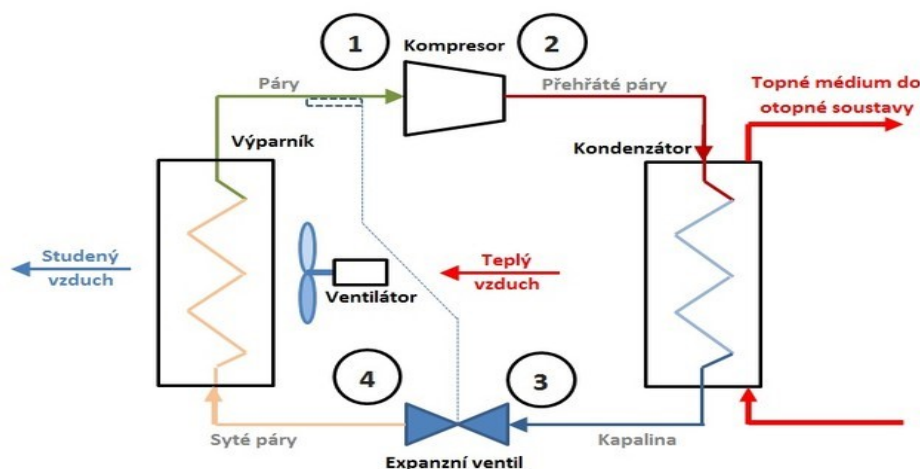 1
Kompresor
2
Páry
Přehřáté páry
Topné médium do
otopné soustavy
Výparník
Kondenzátor
Studený
vzduch
Ventilátor
Teplý
vzduch
4
3
Syté páry
Kapalina
Expanzní ventil